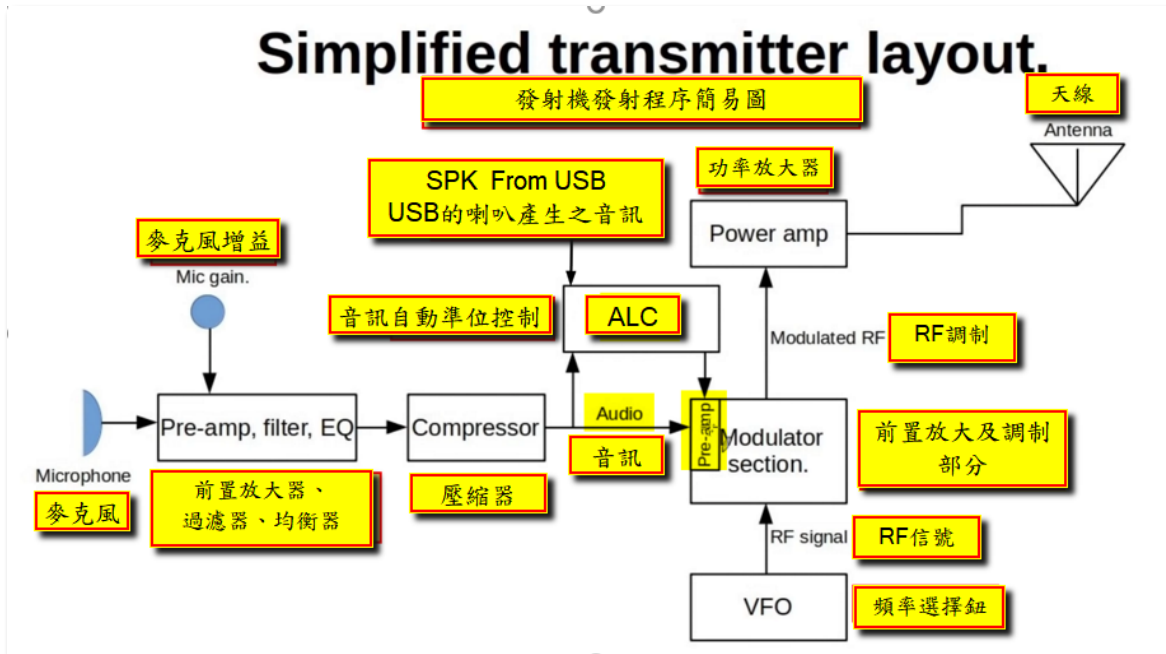 Simplified transmitter layout.
發射機發射程序簡易圖
天線
Antenna
SPK From USB
USB的喇叭產生之音訊
功率放大器
Power amp
麥克風增益
Mic gain.
音訊自動準位控制
ALC
Modulated RF
RF調制
Microphone
麥克風
Pre-amp, filter, EQ
前置放大器、
過濾器、均衡器
Compressor
壓縮器
Audio
音訊
Pre-amp
Modulator
section.
前置放大及調制
部分
RF signal
RF信號
VFO
頻率選擇鈕